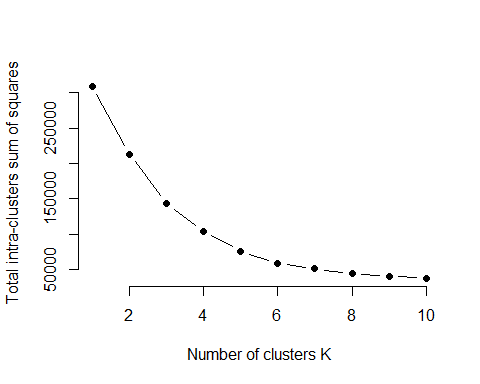 Total intra-clusters sum of squares
250000
150000
50000
2 4 6 8 10
Number of clusters K